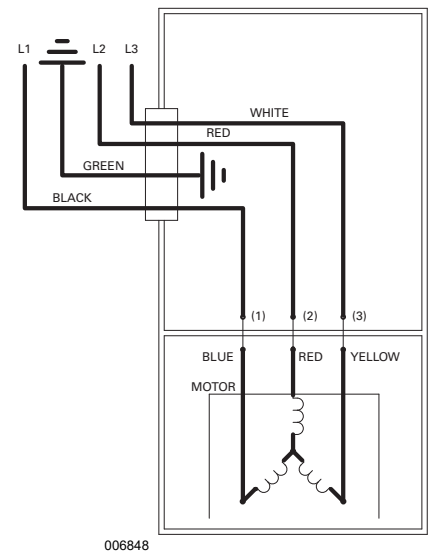 L1 L2 L3
WHITE
RED
GREEN
BLACK
(1) (2) (3)
BLUE RED YELLOW
MOTOR
006848